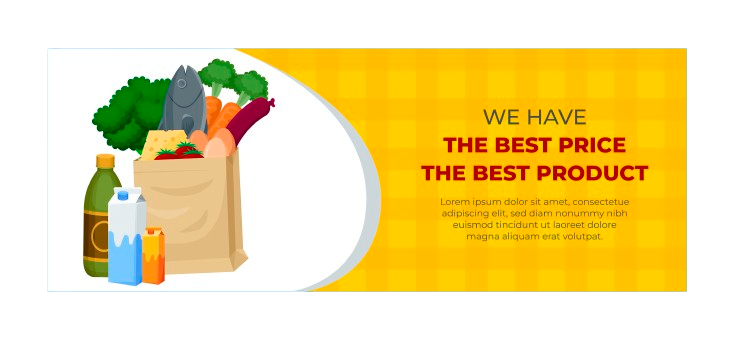 WE HAVE
THE BEST PRICE
THE BEST PRODUCT
Lorem ipsum dolor sit amet, consectetue
adipiscing elit, sed diam nonummy nibh
euismod tincidunt ut laoreet dolore
magna aliquam erat volutpat.